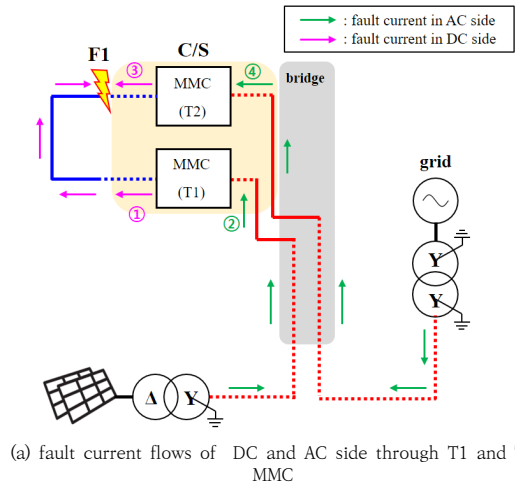 : fault current in AC side
: fault current in DC side
F1
C/S
③
④
bridge
MMC
(T2)
MMC
(T1)
①
②
grid
Y
Y
Δ
Y
(a) fault current flows of DC and AC side through T1 and
MMC